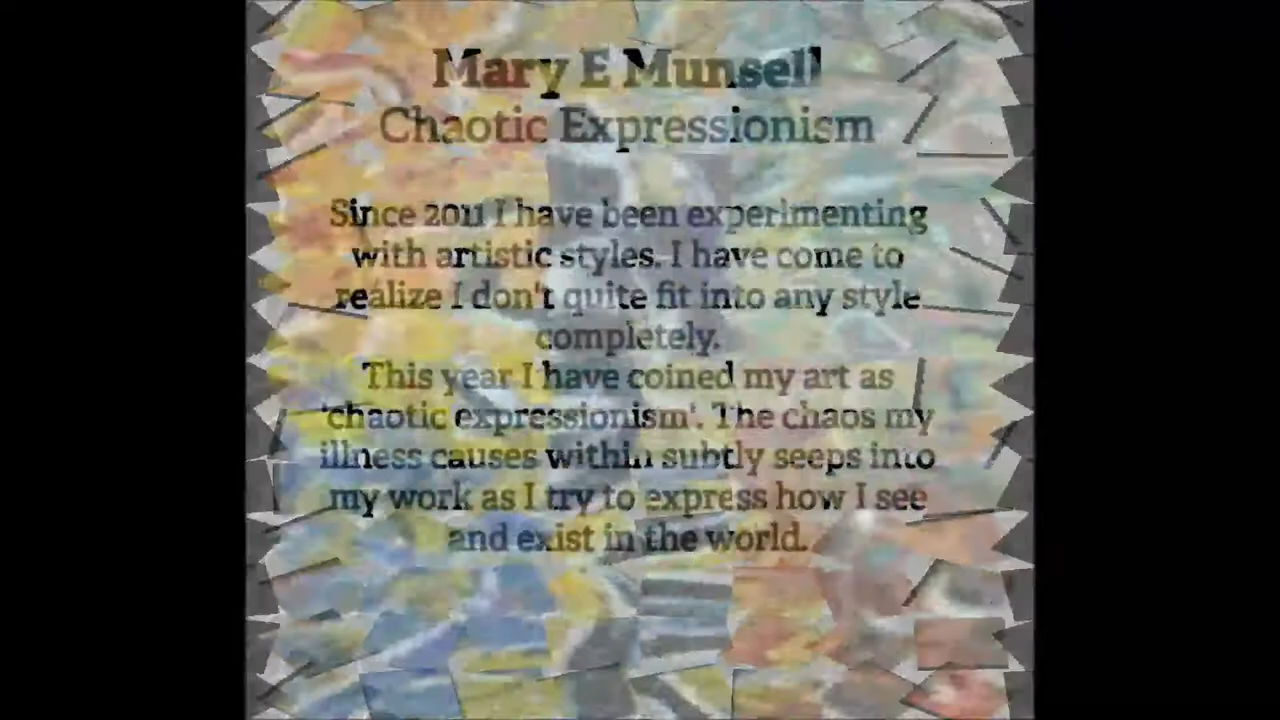 Mary E Munsell
Chaotic Expressionism
Since 2011 I have been experimenting
with artistic styles. I have come to
realize I don't quite fit into any style
completely.
This year I have coined my art as
'chaotic expressionism'. The chaos my
illness causes within subtly seeps into
my work as I try to express how I see
and exist in the world.